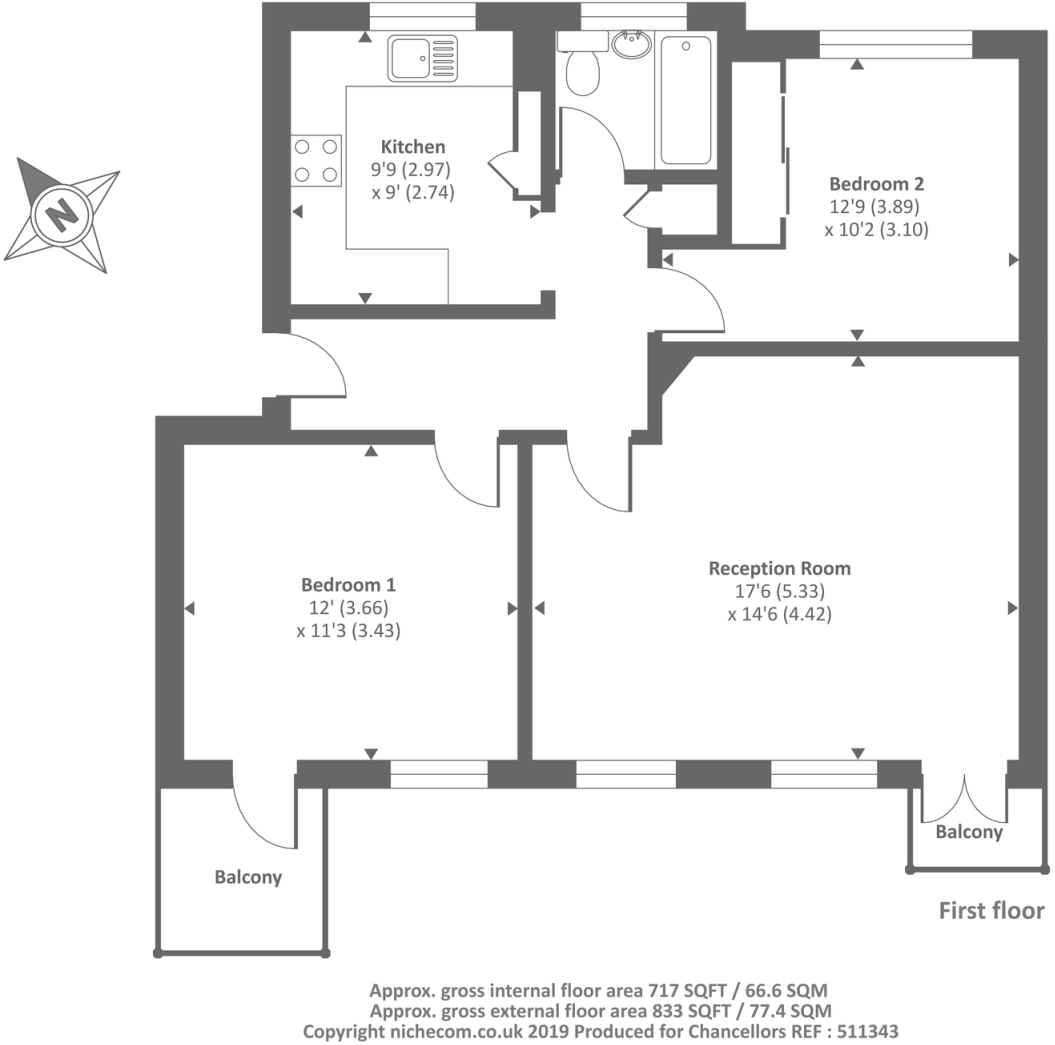 Kitchen
9'9 (2.97)
x 9' (2.74)
N
Bedroom 2
12'9 (3.89)
x 10'2 (3.10)
Reception Room
17'6 (5.33)
x 14'6 (4.42)
Bedroom 1
12' (3.66)
x 11'3 (3.43)
Balcony
Balcony
First floor
Approx. gross internal floor area 717 SQFT / 66.6 SQM
Approx. gross external floor area 833 SQFT / 77.4 SQM
Copyright nichecom.co.uk 2019 Produced for Chancellors REF : 511343